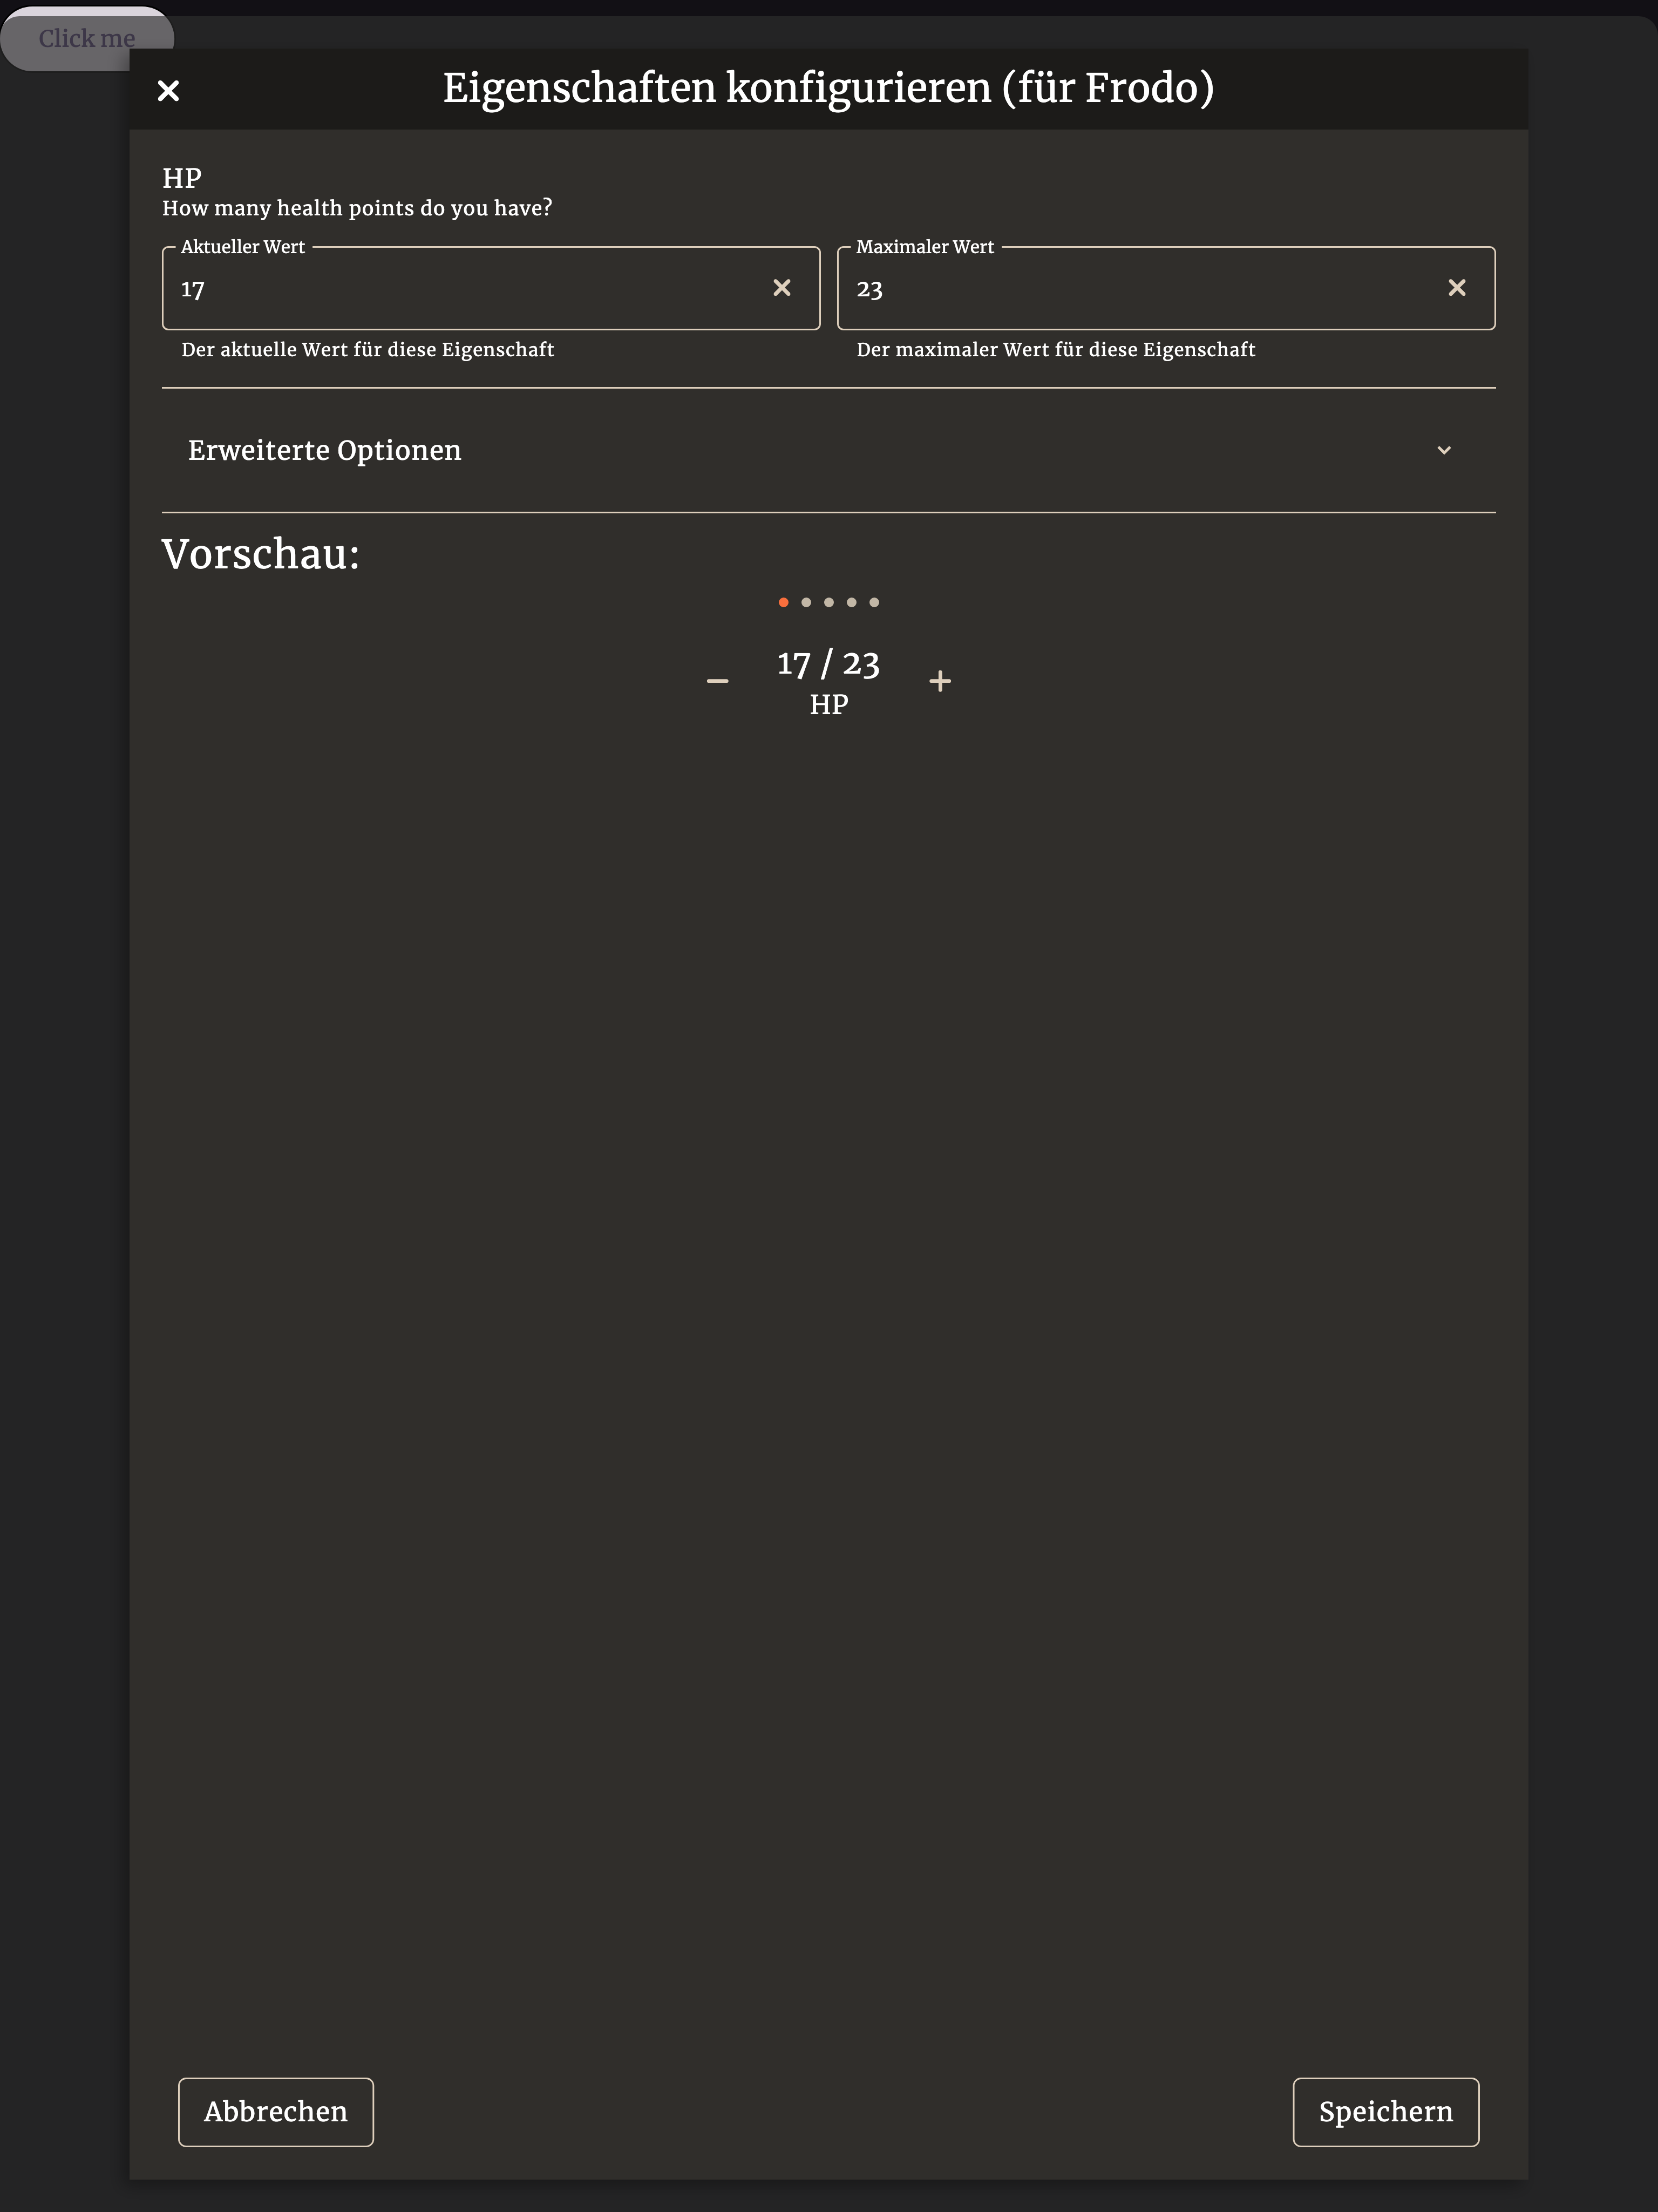 Click me
Eigenschaften konfigurieren (für Frodo)
HP
How many health points do you have?
Aktueller Wert
17
Der aktuelle Wert für diese Eigenschaft
Maximaler Wert
23
Der maximaler Wert für diese Eigenschaft
Erweiterte Optionen
Vorschau:
17 / 23
HP
Abbrechen
Speichern